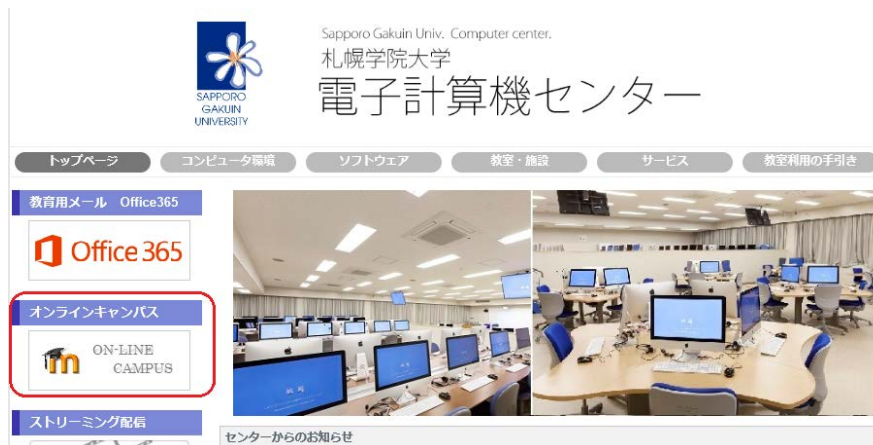 SAPPORO
GAKUIN
UNIVERSITY
Sapporo Gakuin Univ. Computer center.
札幌学院大学
電子計算機センター
トップページ
コンピュータ環境
ソフトウェア
教室・施設
サービス
教室利用の手引き
教育用メール Office365
Office 365
オンラインキャンパス
m ON-LINE
CAMPUS
ストリーミング配信
センターからのお知らせ